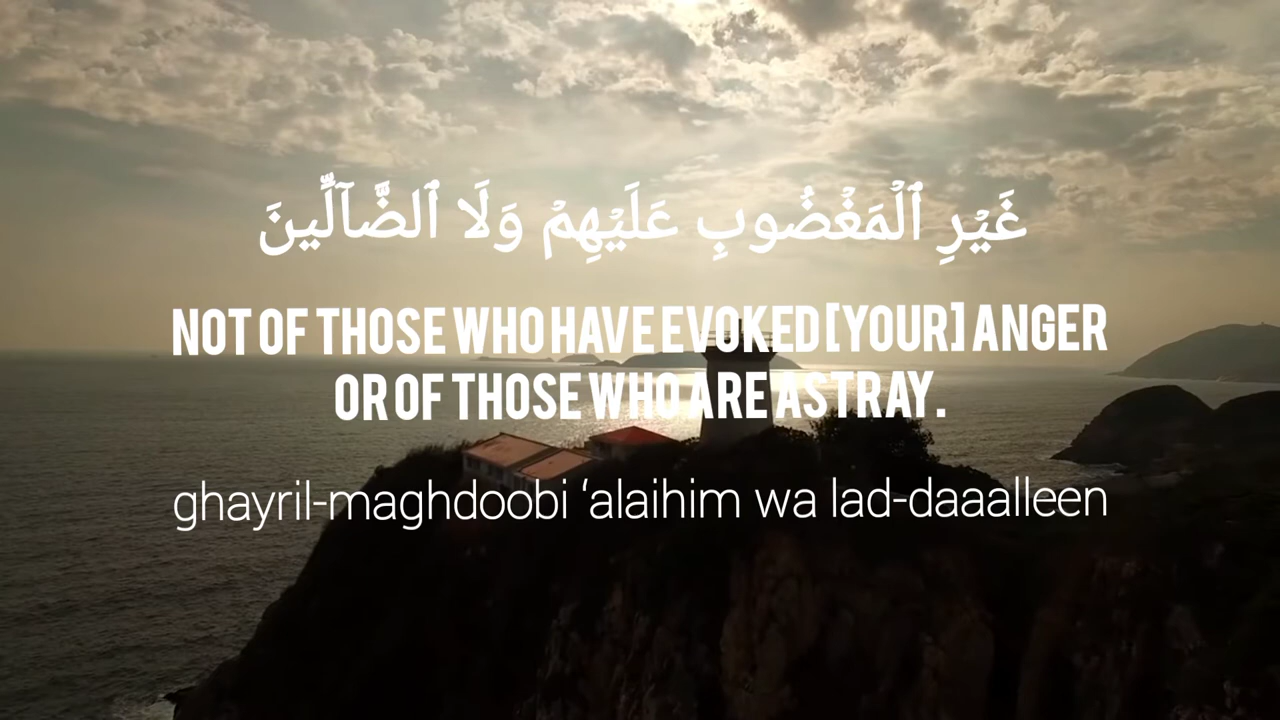 غَيْرِ ٱلْمَغْضُوبِ عَلَيْهِمْ وَلَا ٱلضَّآلِّينَ
NOT OF THOSE WHO HAVE EVOKED [YOUR] ANGER
OR OF THOSE WHO ARE ASTRAY.
ghayril-maghdoobi ‘alaihim wa lad-daaalleen